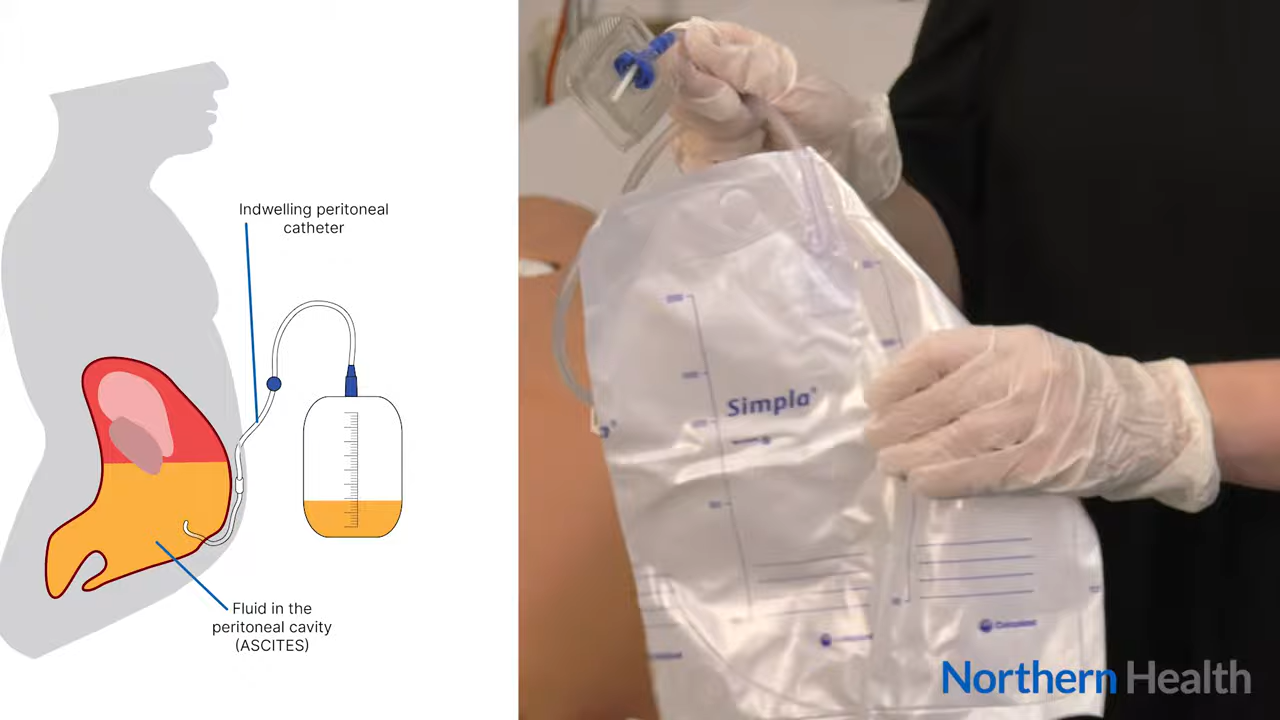 Indwelling peritoneal
catheter
Fluid in the
peritoneal cavity
(ASCITES)
Simpla®
Northern Health